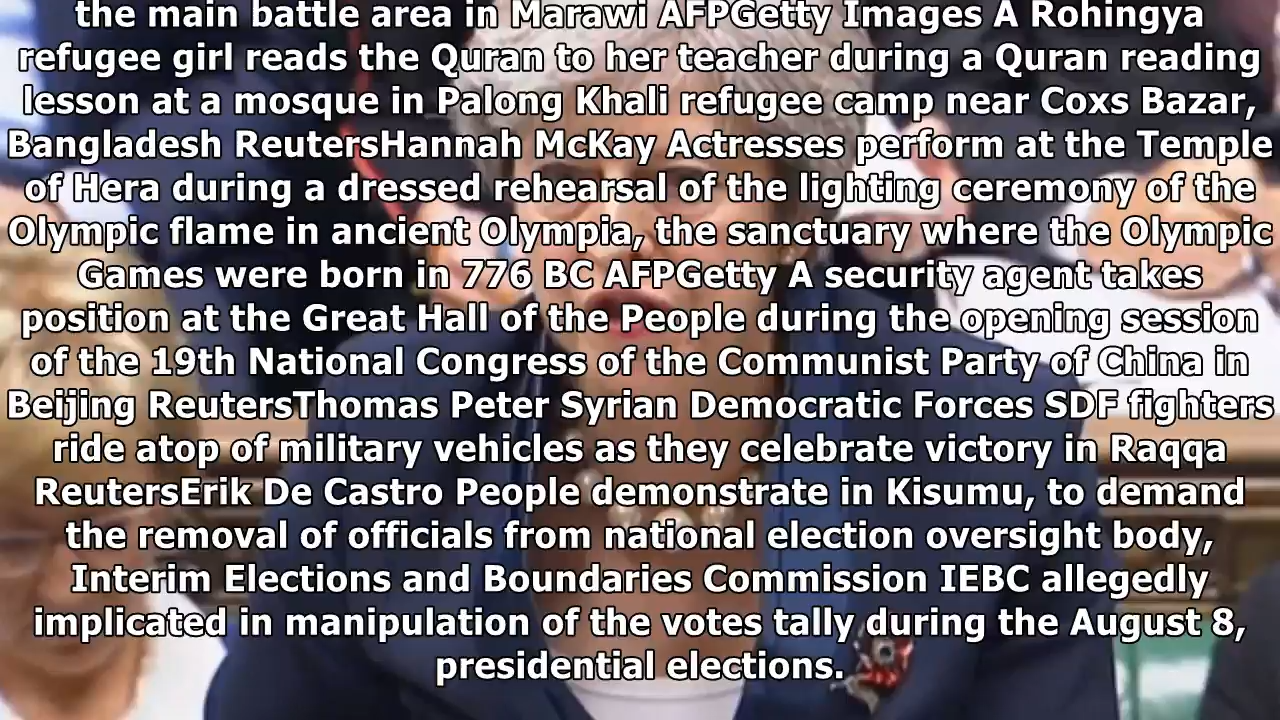 the main battle area in Marawi AFPGetty Images A Rohingya
refugee girl reads the Quran to her teacher during a Quran reading
lesson at a mosque in Palong Khali refugee camp near Coxs Bazar,
Bangladesh ReutersHannah McKay Actresses perform at the Temple
of Hera during a dressed rehearsal of the lighting ceremony of the
Olympic flame in ancient Olympia, the sanctuary where the Olympic
Games were born in 776 BC AFPGetty A security agent takes
position at the Great Hall of the People during the opening session
of the 19th National Congress of the Communist Party of China in
Beijing ReutersThomas Peter Syrian Democratic Forces SDF fighters
ride atop of military vehicles as they celebrate victory in Raqqa
ReutersErik De Castro People demonstrate in Kisumu, to demand
the removal of officials from national election oversight body,
Interim Elections and Boundaries Commission IEBC allegedly
implicated in manipulation of the votes tally during the August 8,
presidential elections.